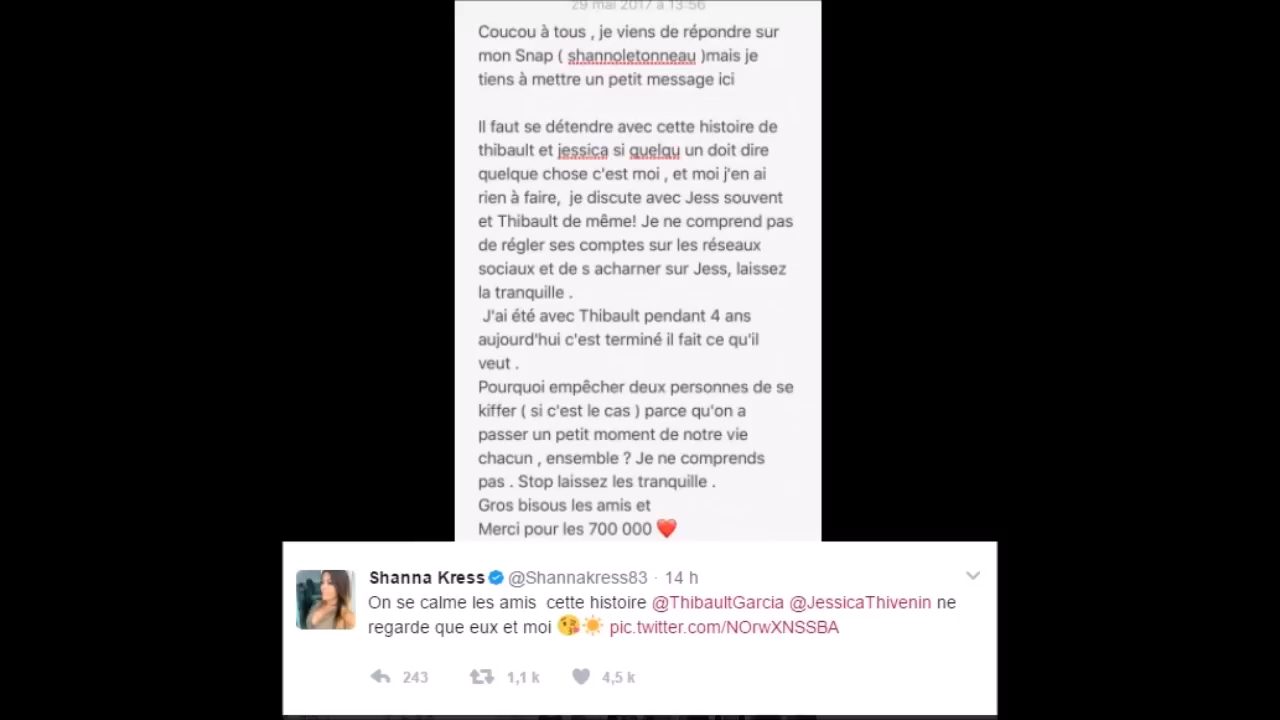 29 mai 2017 à 13:56
Coucou à tous , je viens de répondre sur
mon Snap ( shannoletonneau )mais je
tiens à mettre un petit message ici
Il faut se détendre avec cette histoire de
thibault et jessica si quelqu un doit dire
quelque chose c'est moi , et moi j'en ai
rien à faire,  je discute avec Jess souvent
et Thibault de même! Je ne comprend pas
de régler ses comptes sur les réseaux
sociaux et de s acharner sur Jess, laissez
la tranquille .
J'ai été avec Thibault pendant 4 ans
aujourd'hui c'est terminé il fait ce qu'il
veut .
Pourquoi empêcher deux personnes de se
kiffer ( si c'est le cas ) parce qu'on a
passer un petit moment de notre vie
chacun , ensemble ? Je ne comprends
pas . Stop laissez les tranquille .
Gros bisous les amis et
Merci pour les 700 000 ❤️
Shanna Kress @Shannakress83 · 14 h
On se calme les amis  cette histoire @ThibaultGarcia @JessicaThivenin ne
regarde que eux et moi 😘☀️ pic.twitter.com/NOrwXNSSBA
243 1,1 k 4,5 k